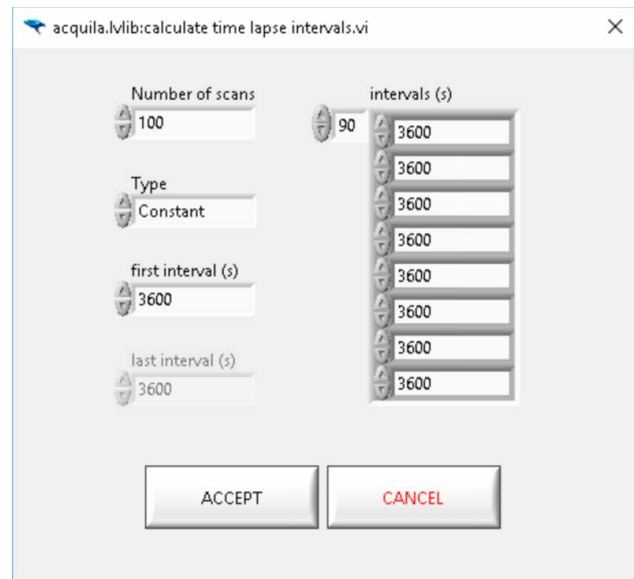 acquila.lvlib:calculate time lapse intervals.vi
Number of scans
100
Type
Constant
first interval (s)
3600
last interval (s)
3600
intervals (s)
90
3600
3600
3600
3600
3600
3600
3600
3600
ACCEPT
CANCEL